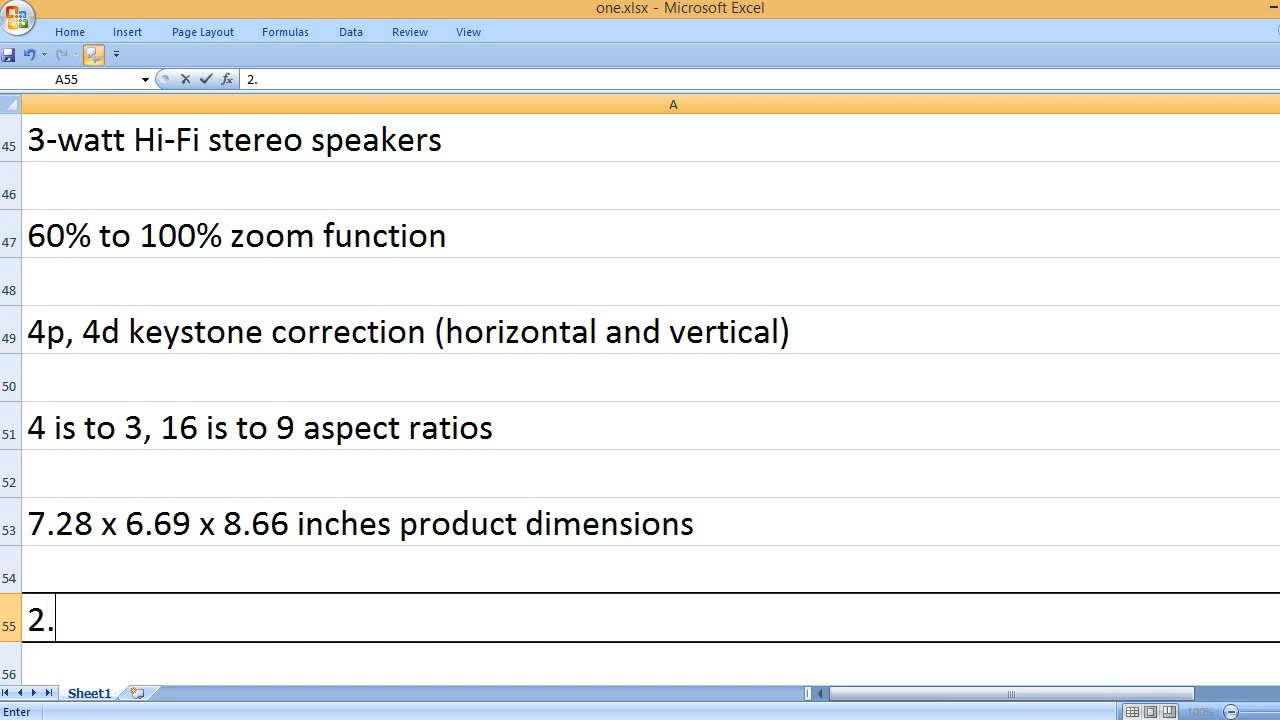 one.xlsx - Microsoft Excel
Home Insert Page Layout Formulas Data Review View
A55 fx 2.
A
45 3-watt Hi-Fi stereo speakers
46
47 60% to 100% zoom function
48
49 4p, 4d keystone correction (horizontal and vertical)
50
51 4 is to 3, 16 is to 9 aspect ratios
52
53 7.28 x 6.69 x 8.66 inches product dimensions
54
55 2.
56
Sheet1
Enter 100%